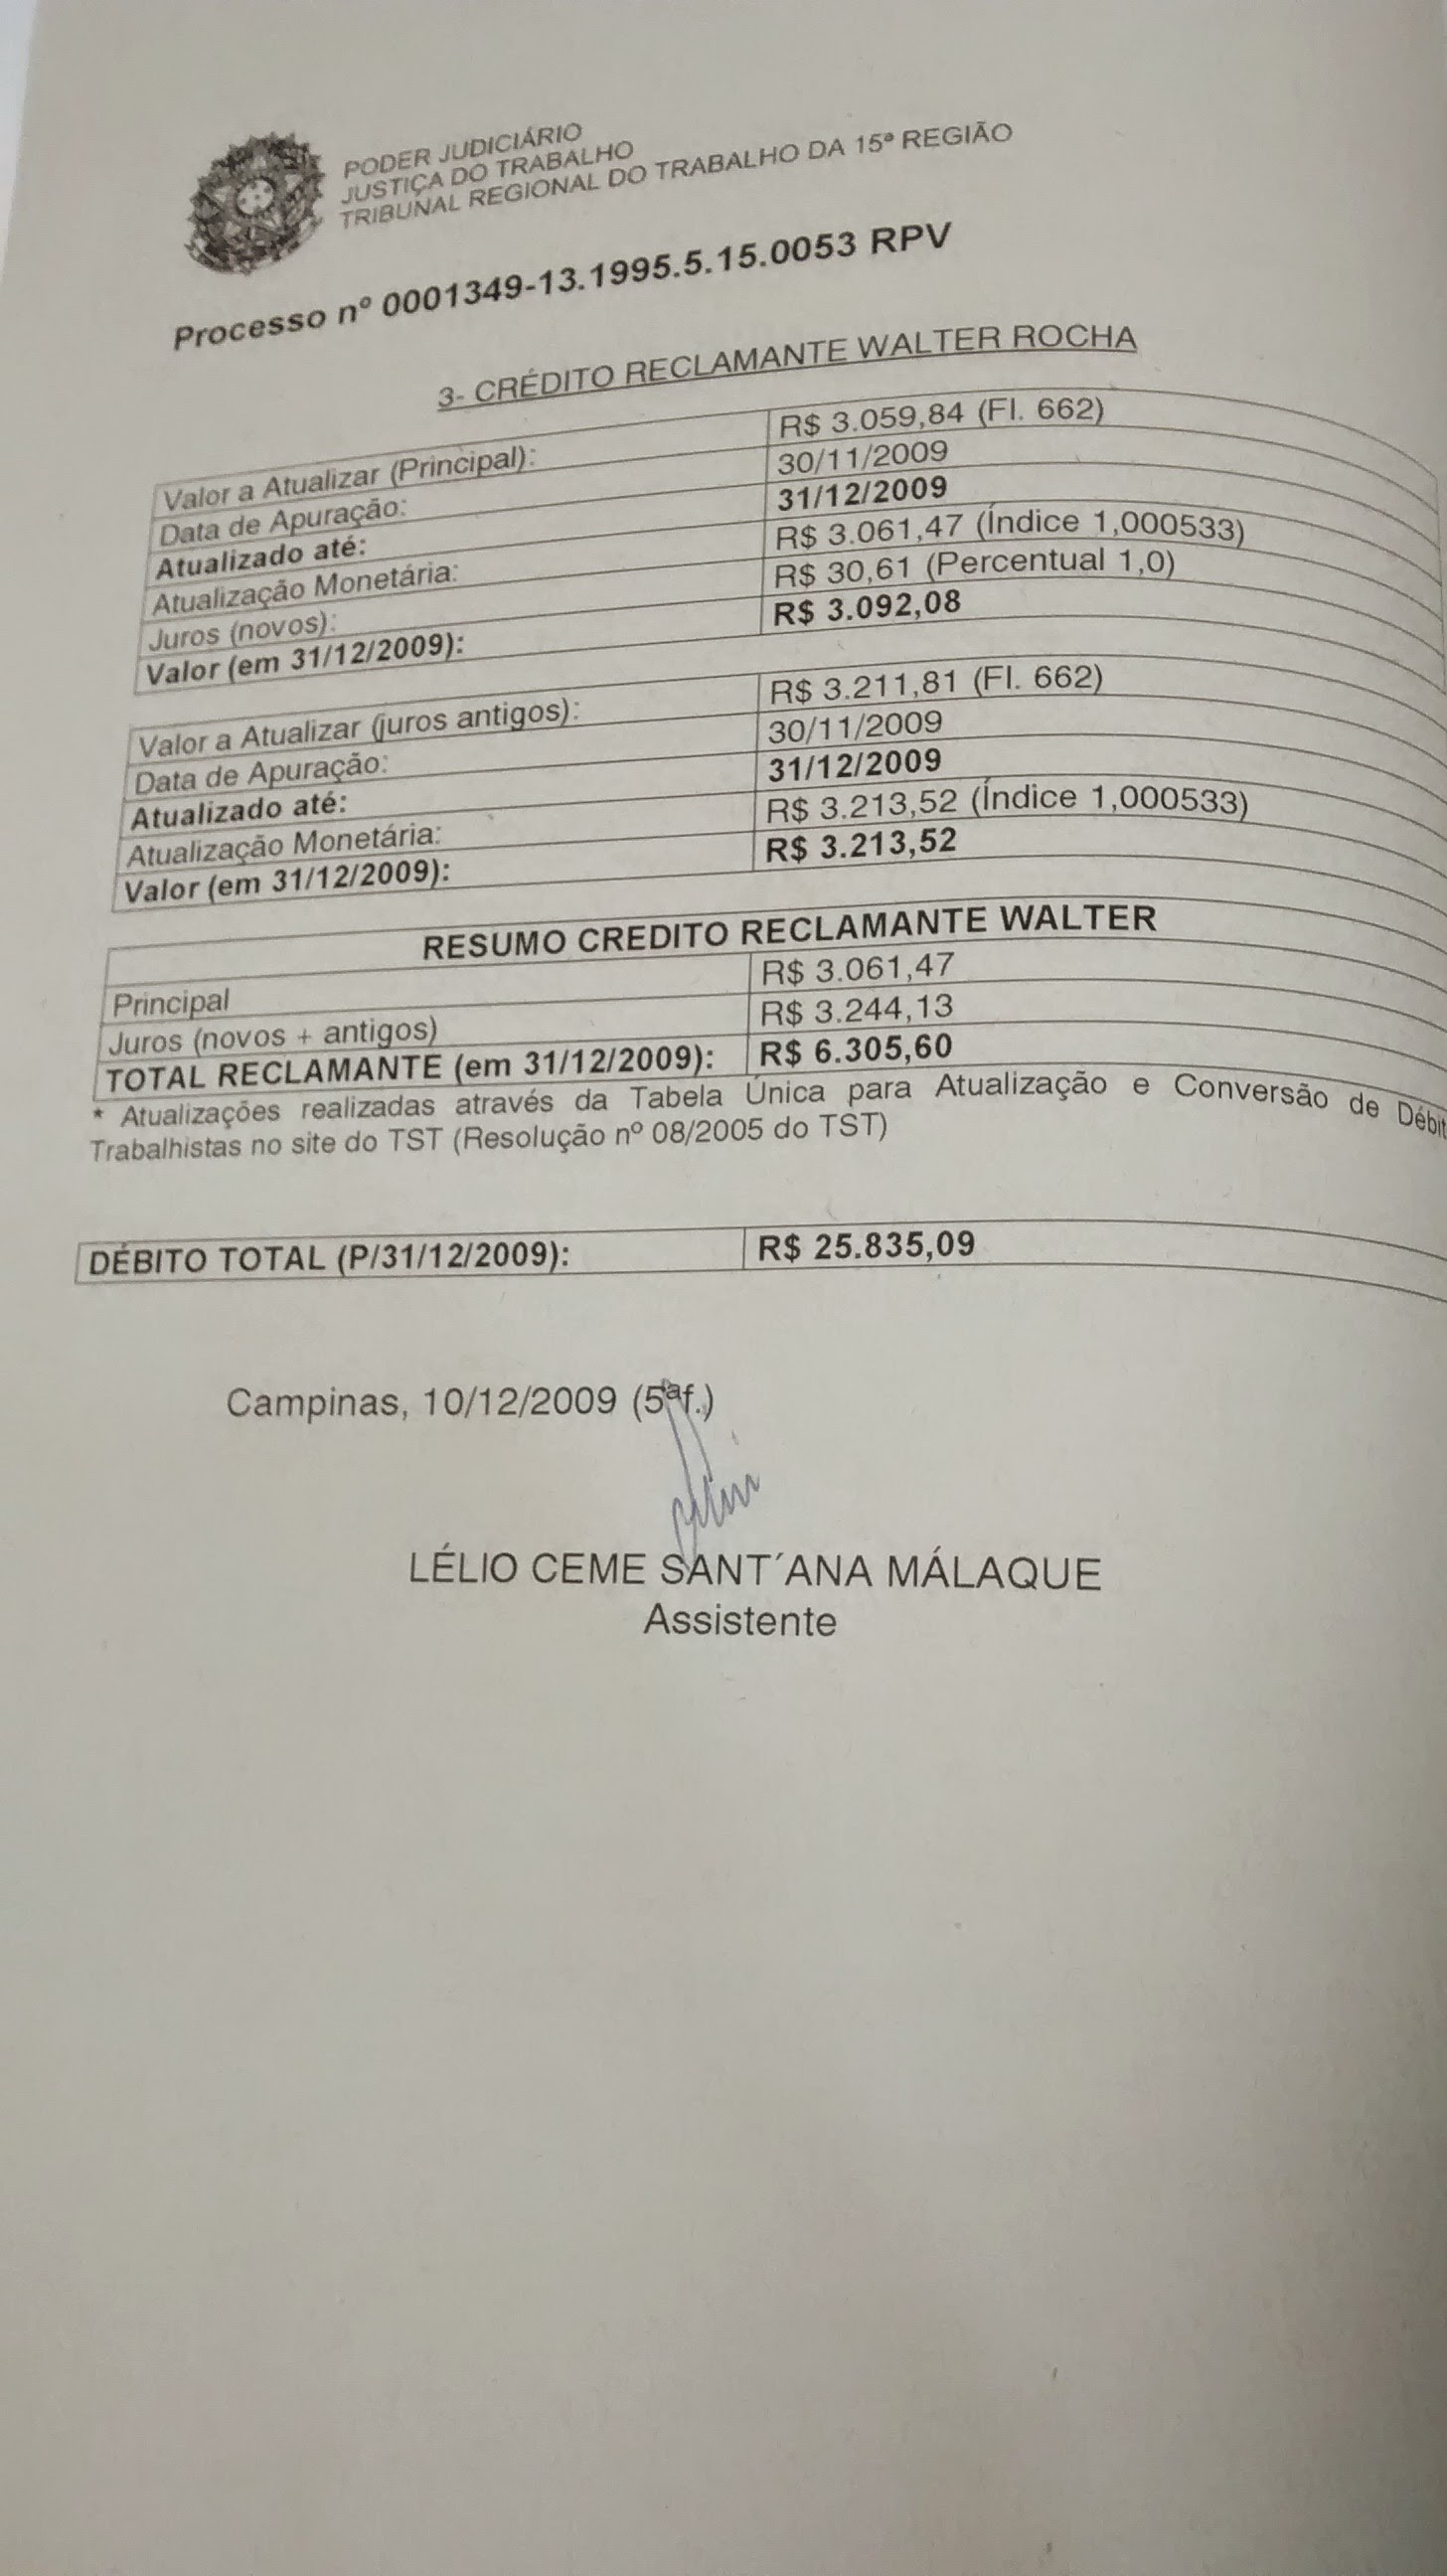 PODER JUDICIÁRIO
JUSTIÇA DO TRABALHO
TRIBUNAL REGIONAL DO TRABALHO DA 15ª REGIÃO
Processo nº 0001349-13.1995.5.15.0053 RPV
3- CRÉDITO RECLAMANTE WALTER ROCHA
Valor a Atualizar (Principal): R$ 3.059,84 (Fl. 662)
Data de Apuração: 30/11/2009
Atualizado até: 31/12/2009
Atualização Monetária: R$ 3.061,47 (Índice 1,000533)
Juros (novos): R$ 30,61 (Percentual 1,0)
Valor (em 31/12/2009): R$ 3.092,08
Valor a Atualizar (juros antigos): R$ 3.211,81 (Fl. 662)
Data de Apuração: 30/11/2009
Atualizado até: 31/12/2009
Atualização Monetária: R$ 3.213,52 (Índice 1,000533)
Valor (em 31/12/2009): R$ 3.213,52
RESUMO CREDITO RECLAMANTE WALTER
Principal R$ 3.061,47
Juros (novos + antigos) R$ 3.244,13
TOTAL RECLAMANTE (em 31/12/2009): R$ 6.305,60
* Atualizações realizadas através da Tabela Única para Atualização e Conversão de Débit
Trabalhistas no site do TST (Resolução nº 08/2005 do TST)
DÉBITO TOTAL (P/31/12/2009): R$ 25.835,09
Campinas, 10/12/2009 (5ªf.)
LÉLIO CEME SANT´ANA MÁLAQUE
Assistente